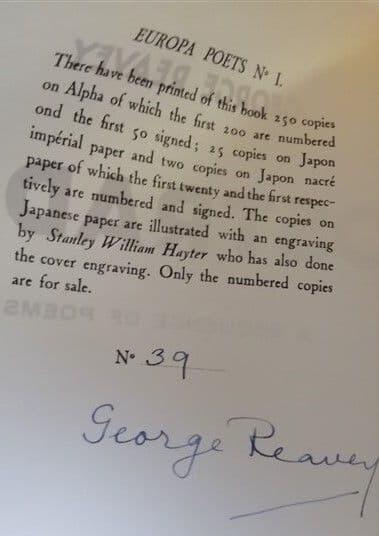 EUROPA POETS Nº I.
There have been printed of this book 250 copies
on Alpha of which the first 200 are numbered
ond the first 50 signed; 25 copies on Japon
impérial paper and two copies on Japon nacré
paper of which the first twenty and the first respec-
tively are numbered and signed. The copies on
Japanese paper are illustrated with an engraving
by Stanley William Hayter who has also done
the cover engraving. Only the numbered copies
are for sale.
Nº 39
George Reavey